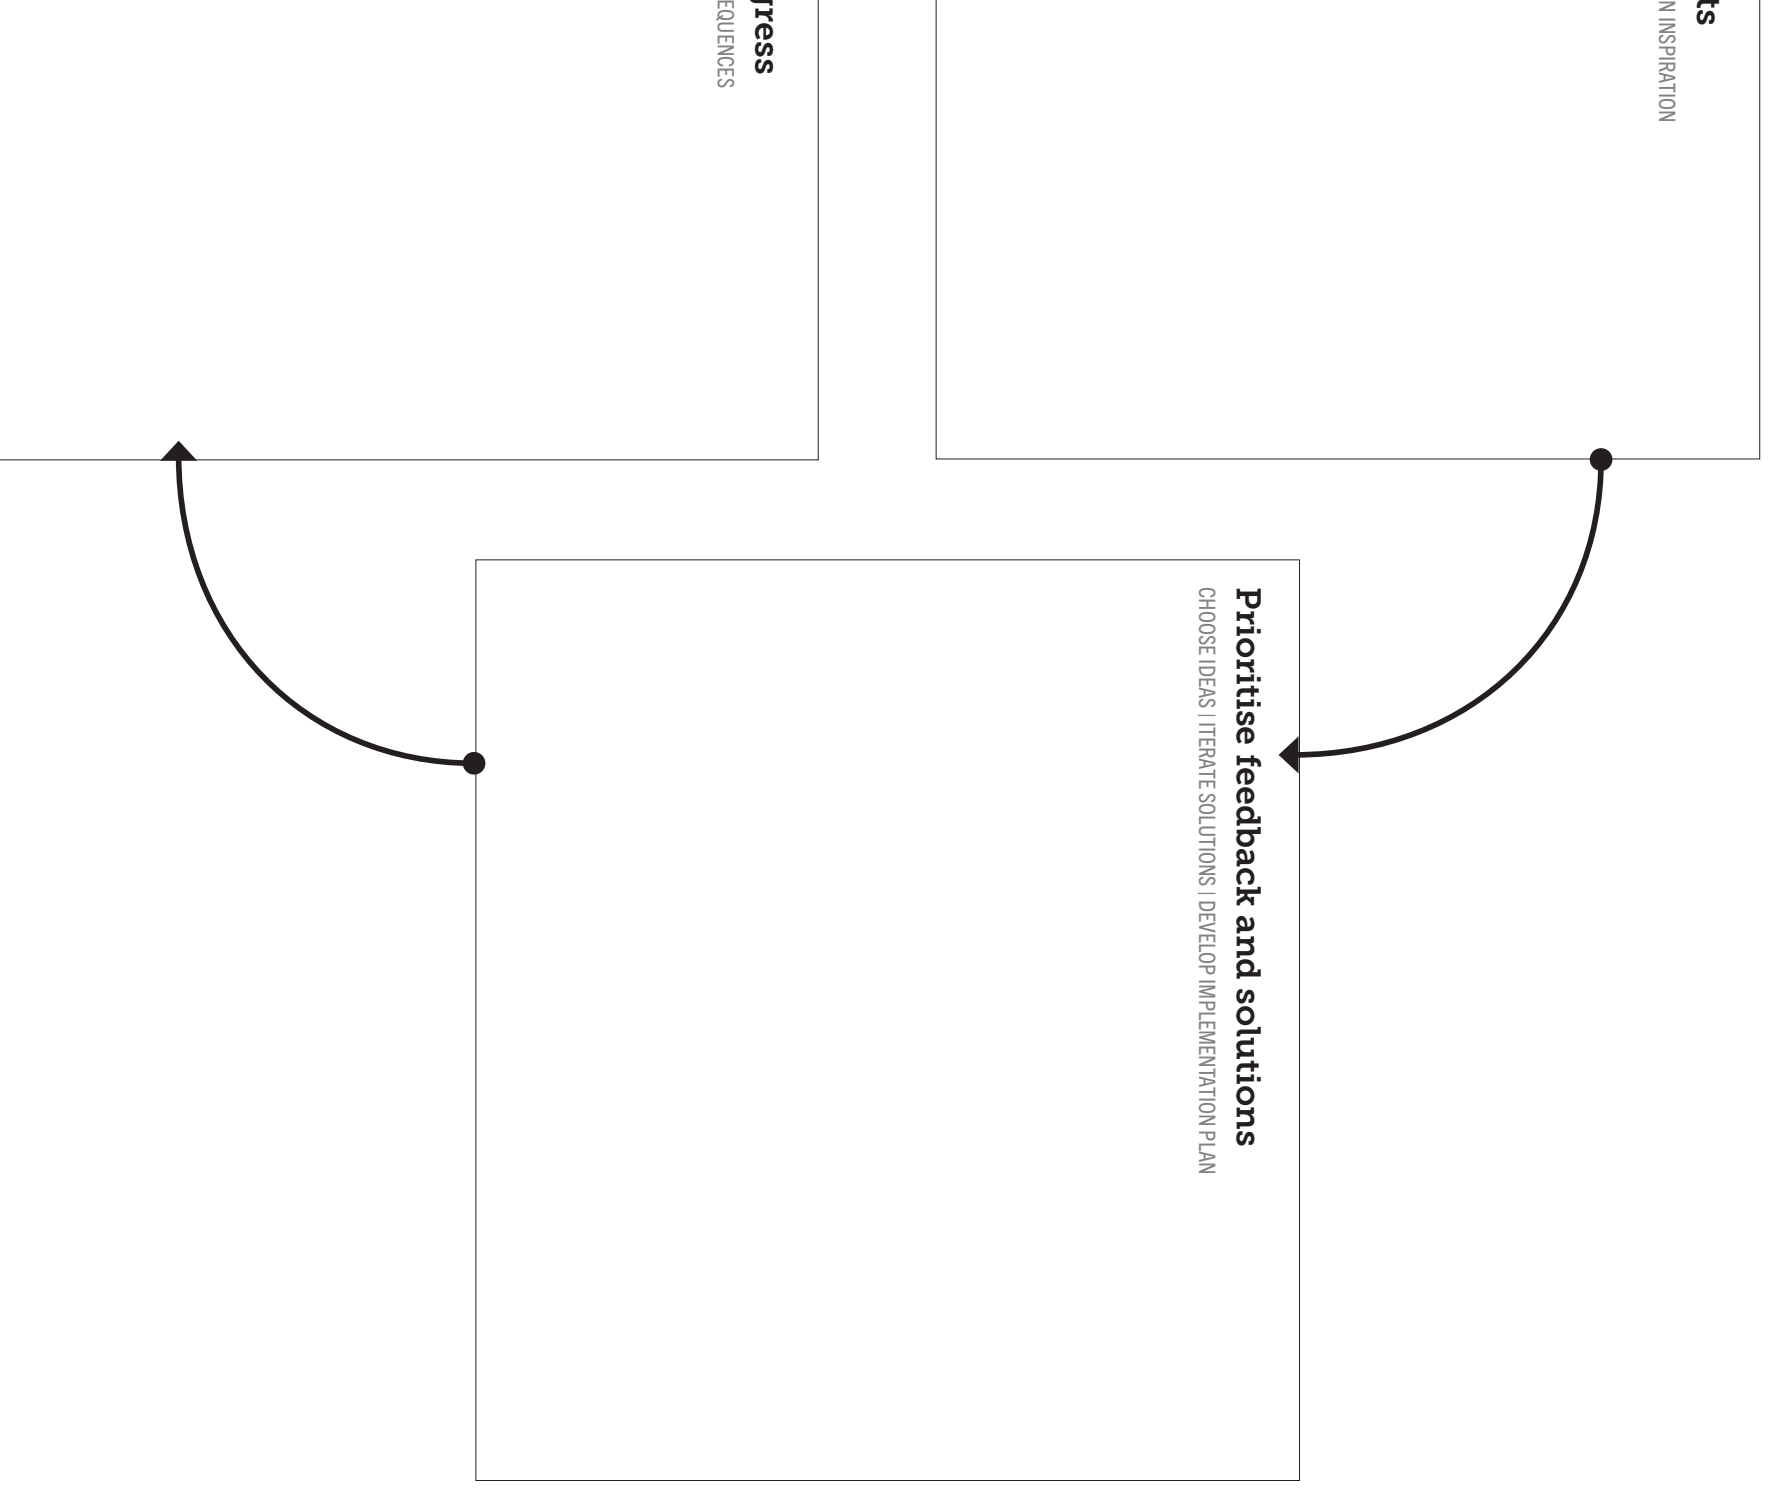 ts
N INSPIRATION
gress
EQUENCES
Prioritise feedback and solutions
CHOOSE IDEAS | ITERATE SOLUTIONS | DEVELOP IMPLEMENTATION PLAN